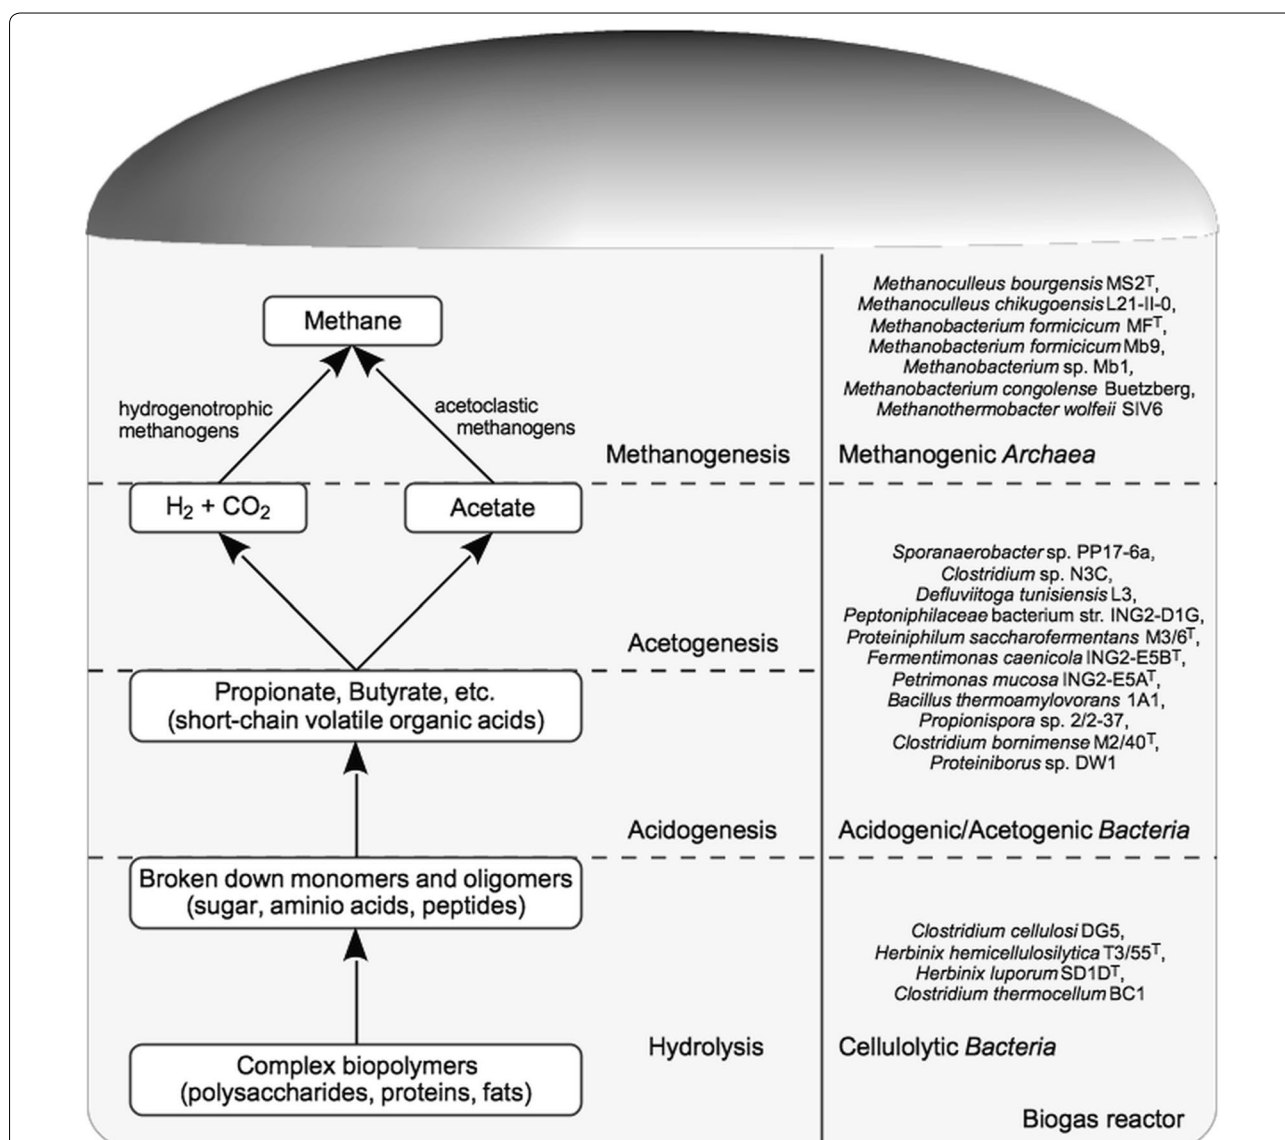 Methane
hydrogenotrophic
methanogens
acetoclastic
methanogens
Methanogenesis
H₂ + CO₂
Acetate
Acetogenesis
Propionate, Butyrate, etc.
(short-chain volatile organic acids)
Acidogenesis
Broken down monomers and oligomers
(sugar, aminio acids, peptides)
Hydrolysis
Complex biopolymers
(polysaccharides, proteins, fats)
Methanoculleus bourgensis MS2ᵀ,
Methanoculleus chikugoensis L21-II-0,
Methanobacterium formicicum MFᵀ,
Methanobacterium formicicum Mb9,
Methanobacterium sp. Mb1,
Methanobacterium congolense Buetzberg,
Methanothermobacter wolfeii SIV6
Methanogenic Archaea
Sporanaerobacter sp. PP17-6a,
Clostridium sp. N3C,
Defluviitoga tunisiensis L3,
Peptoniphilaceae bacterium str. ING2-D1G,
Proteiniphilum saccharofermentans M3/6ᵀ,
Fermentimonas caenicola ING2-E5Bᵀ,
Petrimonas mucosa ING2-E5Aᵀ,
Bacillus thermoamylovorans 1A1,
Propionispora sp. 2/2-37,
Clostridium bornimense M2/40ᵀ,
Proteiniborus sp. DW1
Acidogenic/Acetogenic Bacteria
Clostridium cellulosi DG5,
Herbinix hemicellulosilytica T3/55ᵀ,
Herbinix luporum SD1Dᵀ,
Clostridium thermocellum BC1
Cellulolytic Bacteria
Biogas reactor